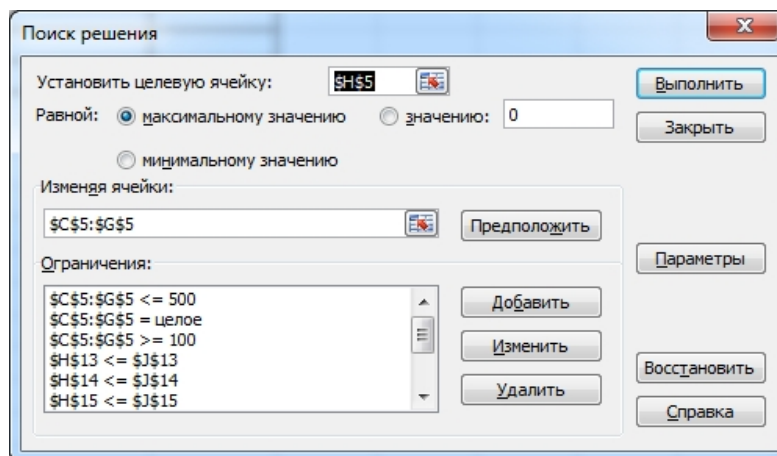 Поиск решения
Установить целевую ячейку: $H$5
Равной: максимальному значению значению: 0
минимальному значению
Изменяя ячейки:
$C$5:$G$5 Предположить
Ограничения:
$C$5:$G$5 <= 500
$C$5:$G$5 = целое
$C$5:$G$5 >= 100
$H$13 <= $J$13
$H$14 <= $J$14
$H$15 <= $J$15
Добавить
Изменить
Удалить
Выполнить
Закрыть
Параметры
Восстановить
Справка